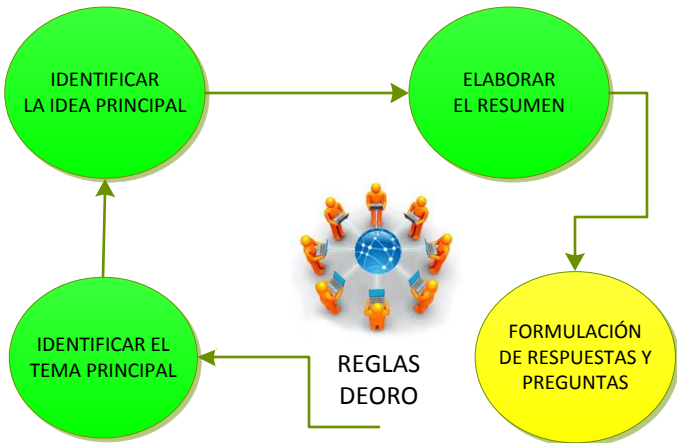 IDENTIFICAR
LA IDEA PRINCIPAL
ELABORAR
EL RESUMEN
IDENTIFICAR EL
TEMA PRINCIPAL
REGLAS
DEORO
FORMULACIÓN
DE RESPUESTAS Y
PREGUNTAS